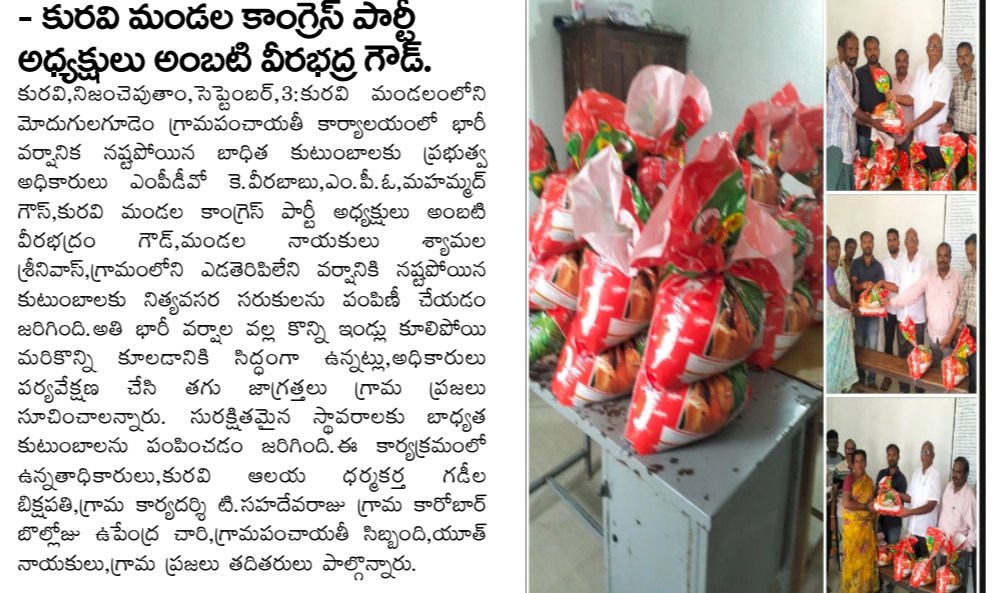 - కురవి మండల కాంగ్రెస్ పార్టీ
అధ్యక్షులు అంబటి వీరభద్ర గౌడ్.
కురవి,నిజంచెపుతాం,సెప్టెంబర్,3:కురవి మండలంలోని
మోదుగులగూడెం గ్రామపంచాయతీ కార్యాలయంలో భారీ
వర్షానిక నష్టపోయిన బాధిత కుటుంబాలకు ప్రభుత్వ
అధికారులు ఎంపీడీవో కె.వీరబాబు,ఎం.పీ.ఓ,మహమ్మద్
గౌస్,కురవి మండల కాంగ్రెస్ పార్టీ అధ్యక్షులు అంబటి
వీరభద్రం గౌడ్,మండల నాయకులు శ్యామల
శ్రీనివాస్,గ్రామంలోని ఎడతెరిపిలేని వర్షానికి నష్టపోయిన
కుటుంబాలకు నిత్యవసర సరుకులను పంపిణీ చేయడం
జరిగింది.అతి భారీ వర్షాల వల్ల కొన్ని ఇండ్లు కూలిపోయి
మరికొన్ని కూలడానికి సిద్ధంగా ఉన్నట్లు,అధికారులు
పర్యవేక్షణ చేసి తగు జాగ్రత్తలు గ్రామ ప్రజలు
సూచించాలన్నారు. సురక్షితమైన స్థావరాలకు బాధ్యత
కుటుంబాలను పంపించడం జరిగింది.ఈ కార్యక్రమంలో
ఉన్నతాధికారులు,కురవి ఆలయ ధర్మకర్త గడీల
బిక్షపతి,గ్రామ కార్యదర్శి టి.సహదేవరాజు గ్రామ కారోబార్
బొల్లోజు ఉపేంద్ర చారి,గ్రామపంచాయతీ సిబ్బంది,యూత్
నాయకులు,గ్రామ ప్రజలు తదితరులు పాల్గొన్నారు.